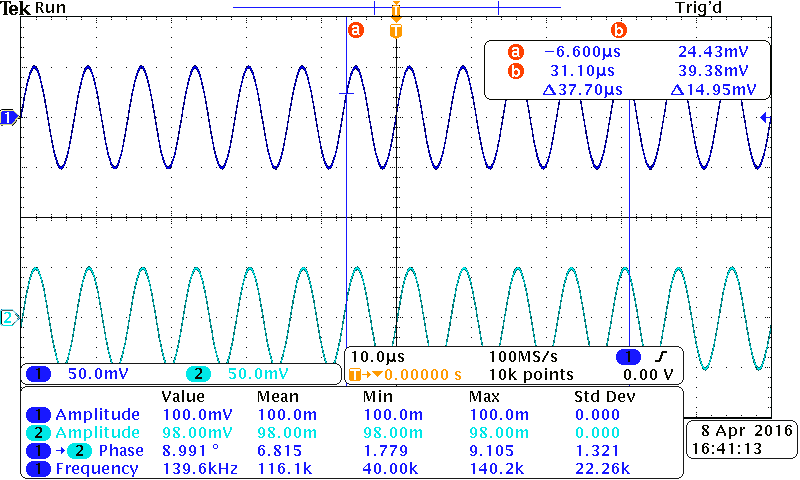 Tek Run Trig'd
T
a b
T
a −6.600µs 24.43mV
b 31.10µs 39.38mV
Δ37.70µs Δ14.95mV
1
2
1 50.0mV 2 50.0mV
10.0µs 100MS/s 1
T→▼0.00000 s 10k points 0.00 V
Value Mean Min Max Std Dev
1 Amplitude 100.0mV 100.0m 100.0m 100.0m 0.000
2 Amplitude 98.00mV 98.00m 98.00m 98.00m 0.000
1 → 2 Phase 8.991 ° 6.815 1.779 9.105 1.321
1 Frequency 139.6kHz 116.1k 40.00k 140.2k 22.26k
8 Apr 2016
16:41:13